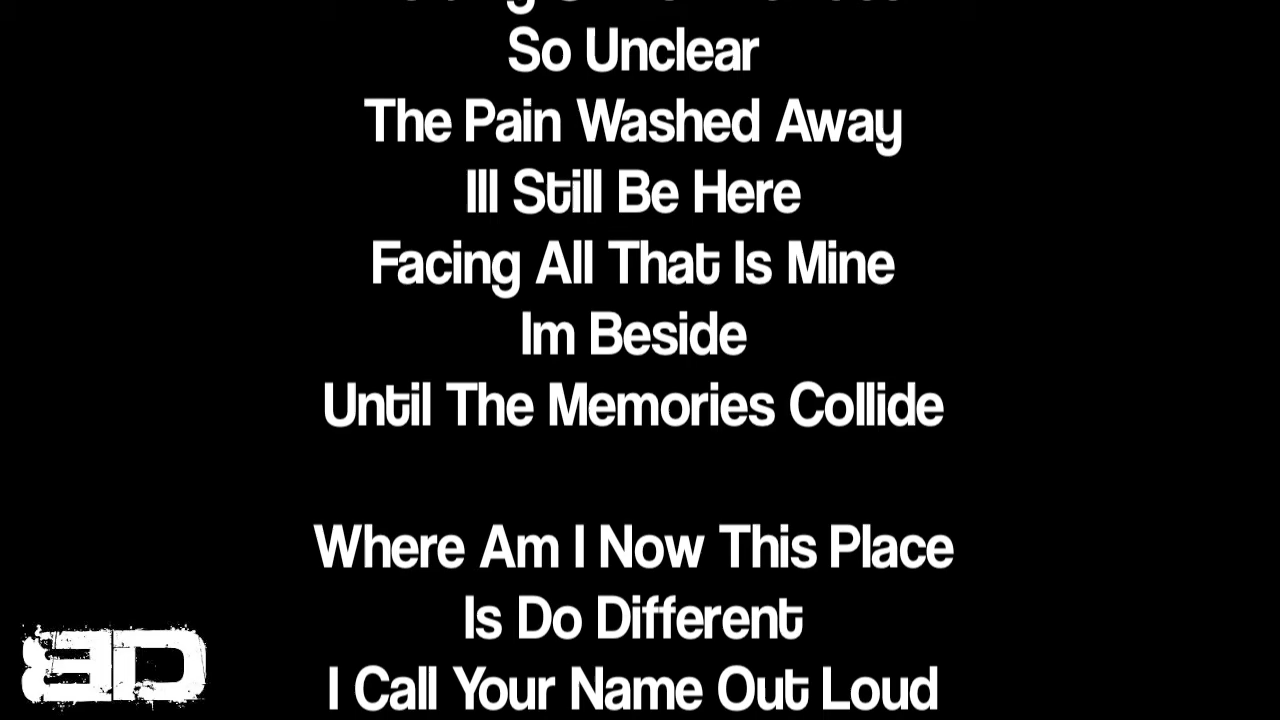 So Unclear
The Pain Washed Away
Ill Still Be Here
Facing All That Is Mine
Im Beside
Until The Memories Collide
Where Am I Now This Place
Is Do Different
I Call Your Name Out Loud